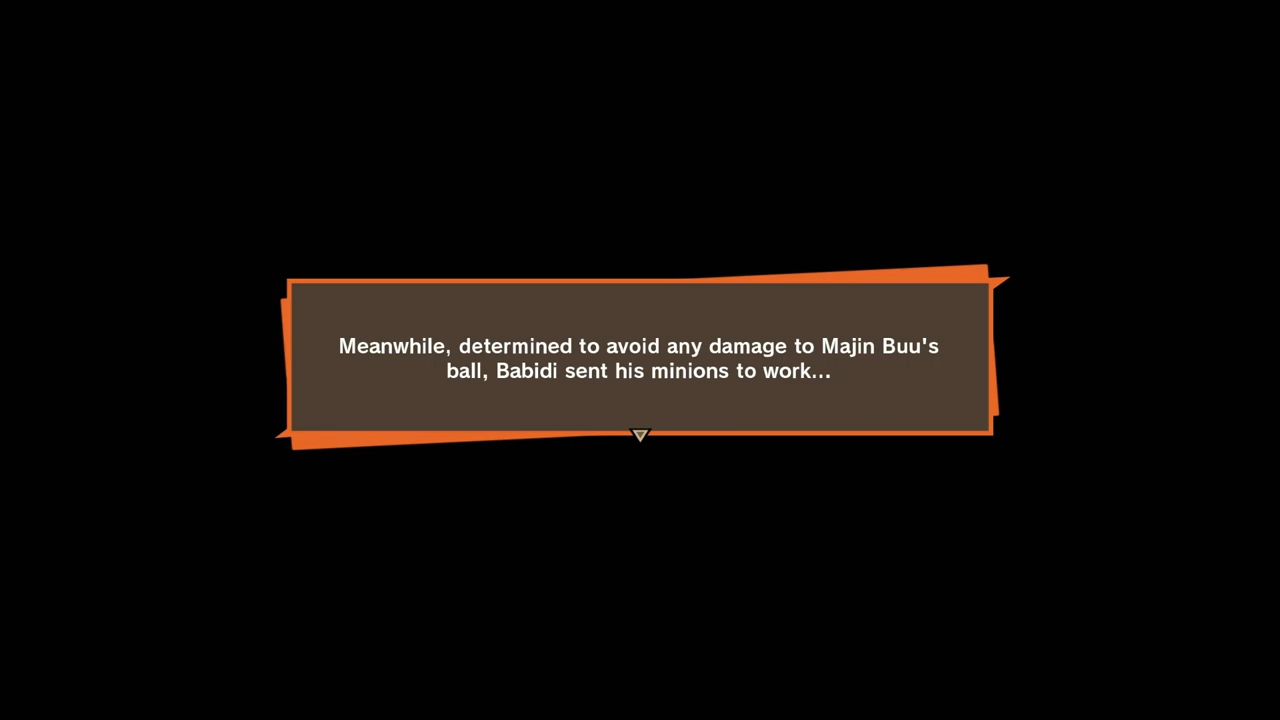 Meanwhile, determined to avoid any damage to Majin Buu's
ball, Babidi sent his minions to work...